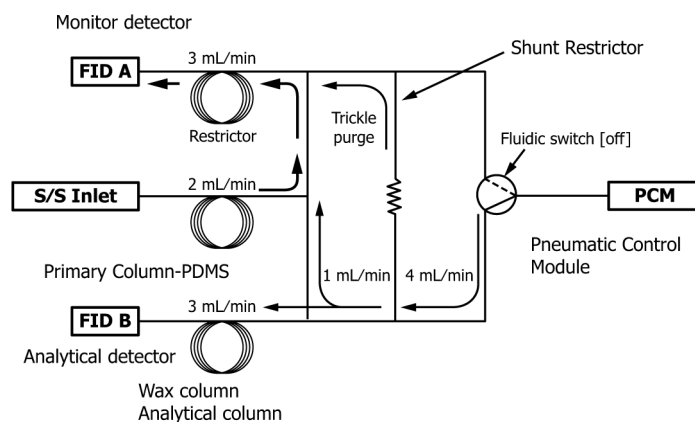 Monitor detector
3 mL/min
Shunt Restrictor
FID A
Restrictor
Trickle
purge
Fluidic switch [off]
2 mL/min
S/S Inlet
PCM
Primary Column-PDMS
1 mL/min
4 mL/min
Pneumatic Control
Module
3 mL/min
FID B
Analytical detector
Wax column
Analytical column